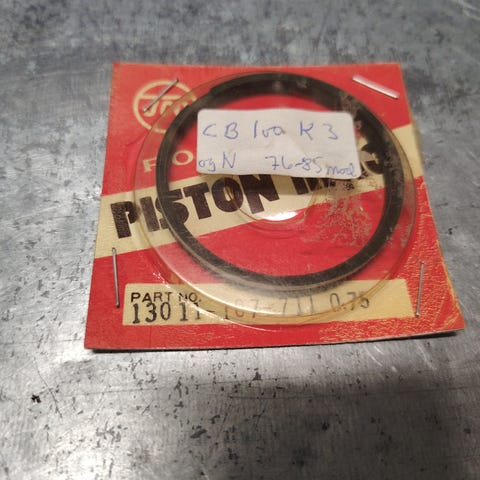 CB 100 K3
og N 76-85 mod
PISTON
PART NO.
13011-107-711 0.75